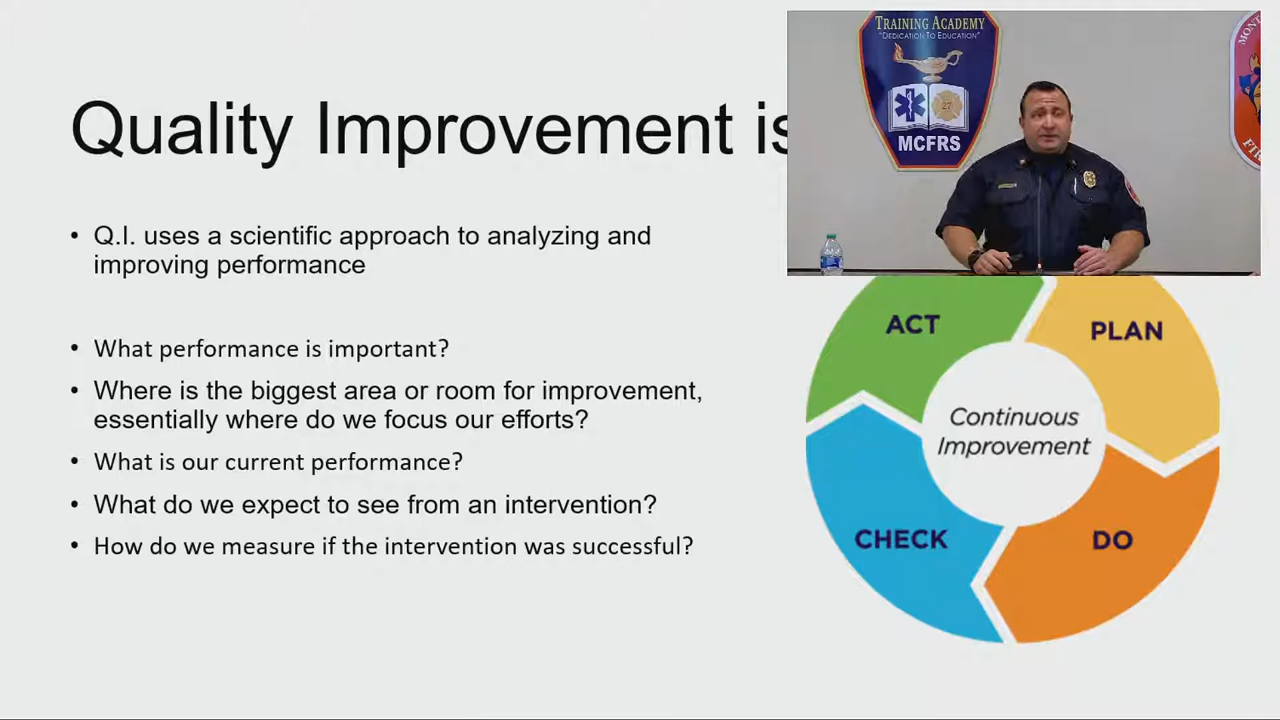 Quality Improvement is
• Q.I. uses a scientific approach to analyzing and
improving performance
• What performance is important?
• Where is the biggest area or room for improvement,
essentially where do we focus our efforts?
• What is our current performance?
• What do we expect to see from an intervention?
• How do we measure if the intervention was successful?
TRAINING ACADEMY
"DEDICATION TO EDUCATION"
27
MCFRS
MONT
FIR
ACT
PLAN
Continuous
Improvement
CHECK
DO